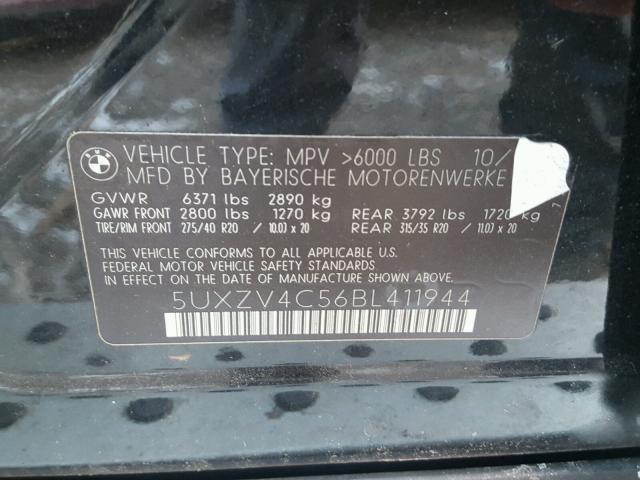 BMW
VEHICLE TYPE: MPV >6000 LBS 10/
MFD BY BAYERISCHE MOTORENWERKE
GVWR 6371 lbs 2890 kg
GAWR FRONT 2800 lbs 1270 kg REAR 3792 lbs 1720 kg
TIRE/RIM FRONT 275/40 R20 / 10.0J x 20 REAR 315/35 R20 / 11.0J x 20
THIS VEHICLE CONFORMS TO ALL APPLICABLE U.S.
FEDERAL MOTOR VEHICLE SAFETY STANDARDS
IN EFFECT ON THE DATE OF MANUFACTURE SHOWN ABOVE.
5UXZV4C56BL411944